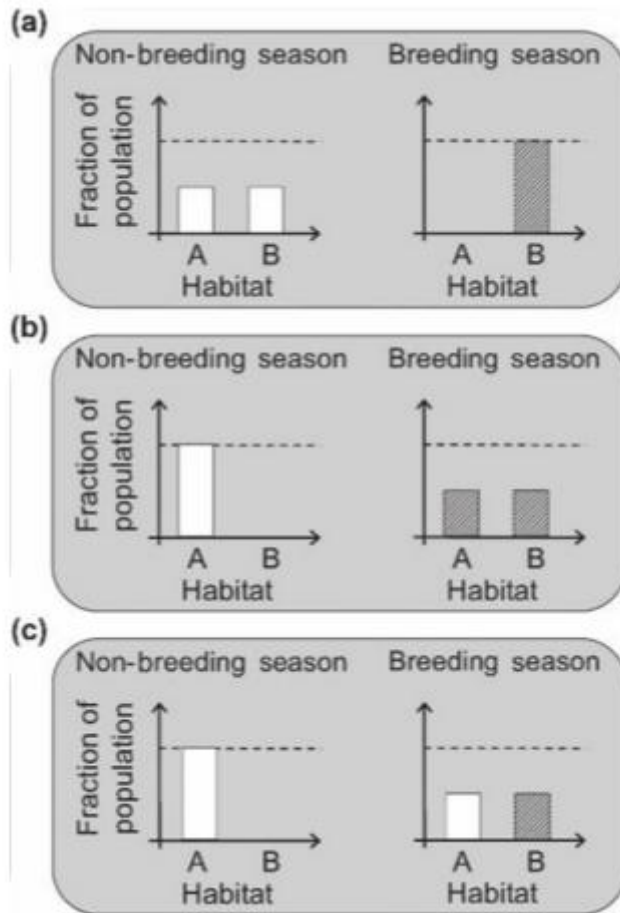 (a)
Non-breeding season
Breeding season
Fraction of
population
A
B
Habitat
A
B
Habitat
(b)
Non-breeding season
Breeding season
Fraction of
population
A
B
Habitat
A
B
Habitat
(c)
Non-breeding season
Breeding season
Fraction of
population
A
B
Habitat
A
B
Habitat